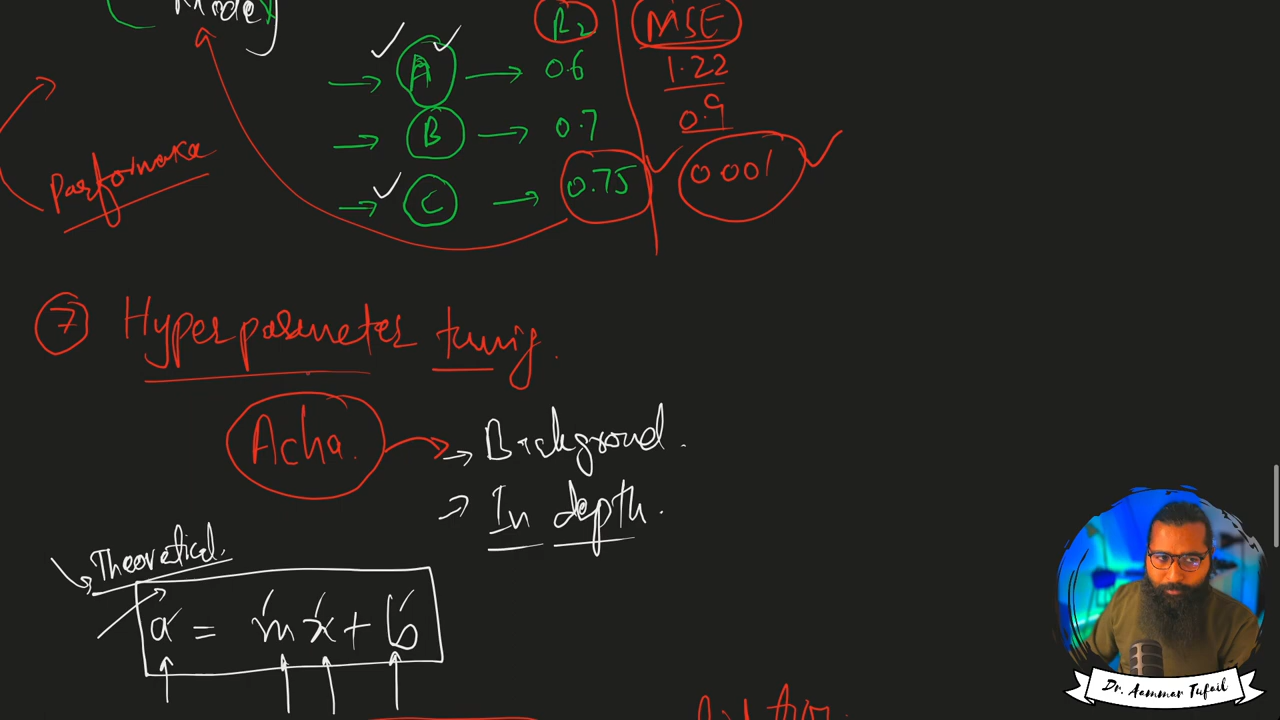 Model
R2 MSE
A 0.6 1.22
B 0.7 0.9
C 0.75 0.001
Performance
7 Hyperparameter tuning.
Acha. → Background.
→ In depth.
Theoretical.
a = mx + b
Dr. Aammar Tufail